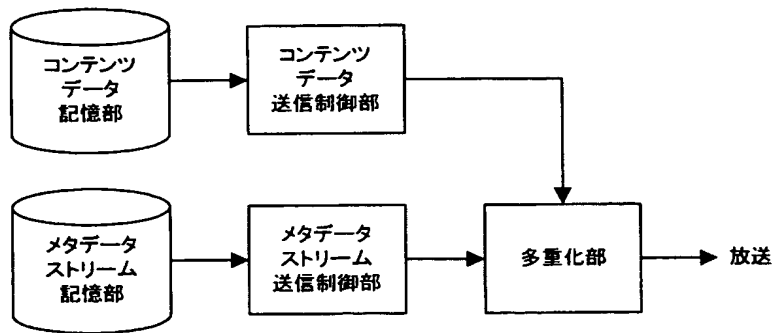 コンテンツ
データ
記憶部
コンテンツ
データ
送信制御部
メタデータ
ストリーム
記憶部
メタデータ
ストリーム
送信制御部
多重化部
放送